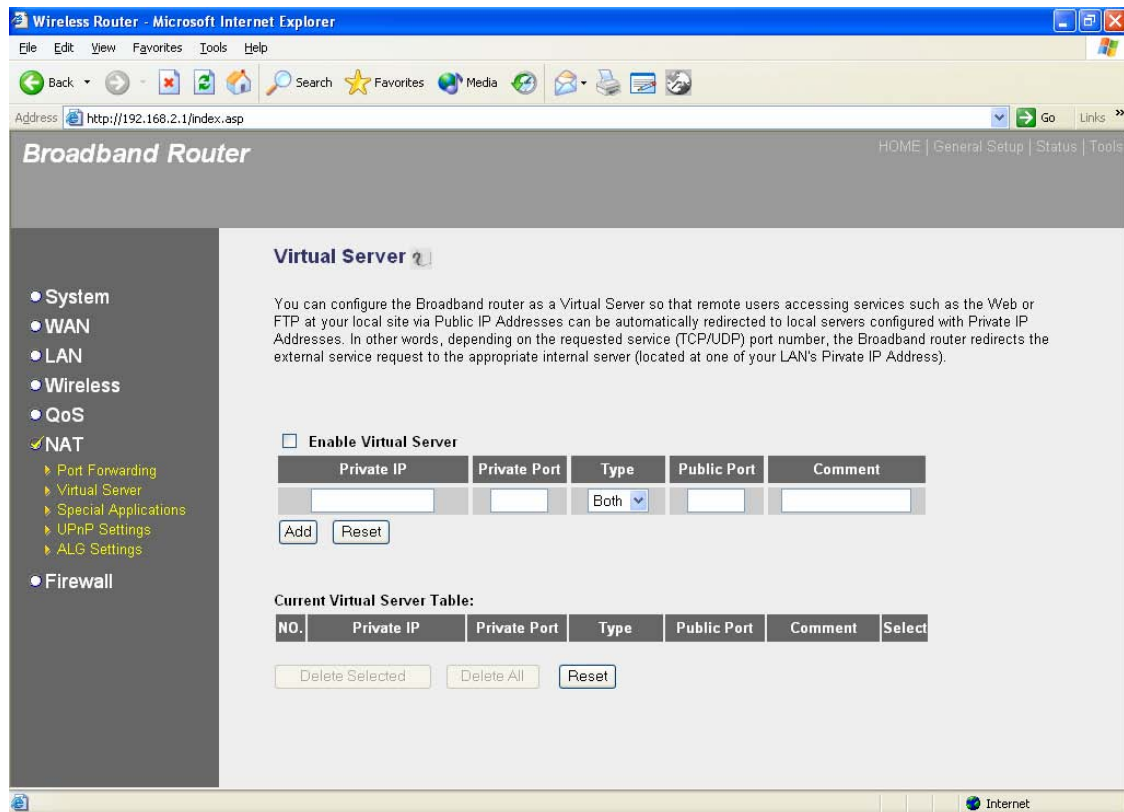 Wireless Router - Microsoft Internet Explorer
File Edit View Favorites Tools Help
Back Search Favorites Media
Address http://192.168.2.1/index.asp Go Links »
Broadband Router
HOME | General Setup | Status | Tools
Virtual Server
You can configure the Broadband router as a Virtual Server so that remote users accessing services such as the Web or
FTP at your local site via Public IP Addresses can be automatically redirected to local servers configured with Private IP
Addresses. In other words, depending on the requested service (TCP/UDP) port number, the Broadband router redirects the
external service request to the appropriate internal server (located at one of your LAN's Pirvate IP Address).
System
WAN
LAN
Wireless
QoS
NAT
Port Forwarding
Virtual Server
Special Applications
UPnP Settings
ALG Settings
Firewall
Enable Virtual Server
Private IP Private Port Type Public Port Comment
Both
Add Reset
Current Virtual Server Table:
NO. Private IP Private Port Type Public Port Comment Select
Delete Selected Delete All Reset
Internet